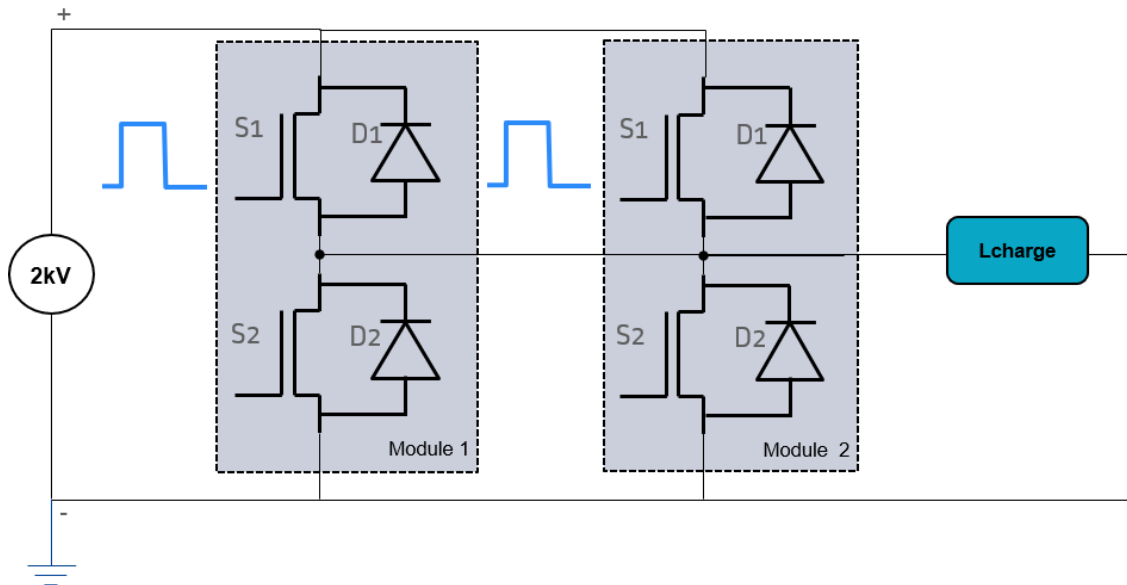 +
S1
D1
S1
D1
2kV
Lcharge
S2
D2
S2
D2
Module 1
Module 2
-